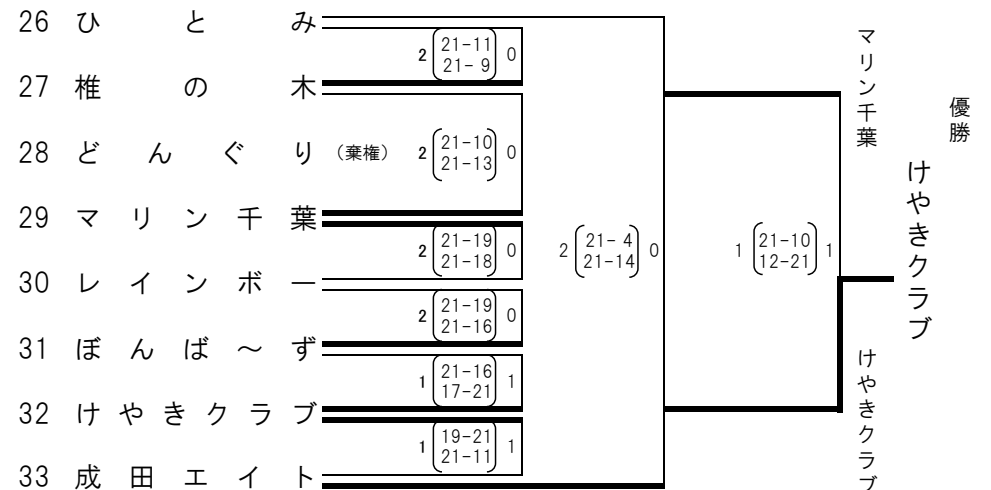 26 ひとみ
2 21-11 0
21- 9
27 椎の木
28 どんぐり (棄権) 2 21-10 0
21-13
29 マリン千葉
2 21-19 0
21-18
30 レインボー
2 21-19 0
21-16
31 ぼんば～ず
1 21-16 1
17-21
32 けやきクラブ
1 19-21 1
21-11
33 成田エイト
2 21- 4 0
21-14
1 21-10 1
12-21
マリン千葉
けやきクラブ
優勝
けやきクラブ